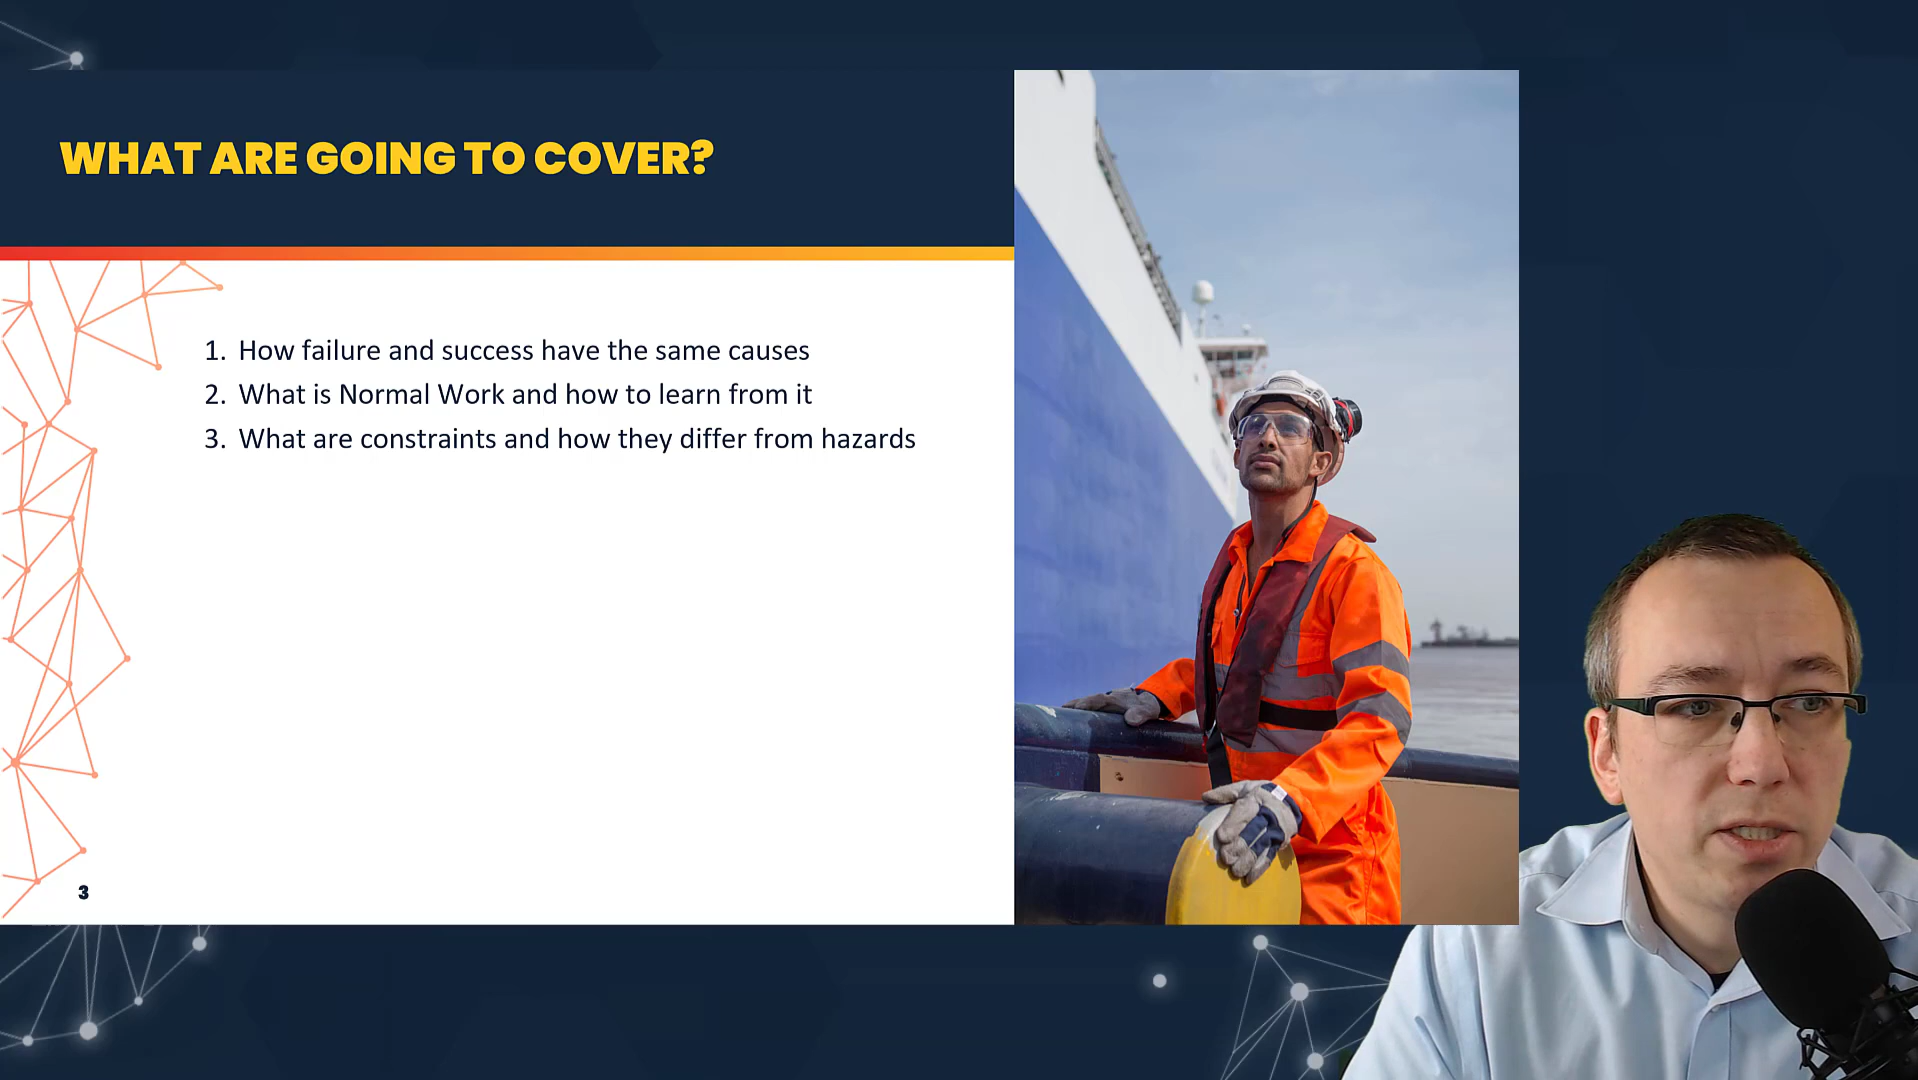 WHAT ARE GOING TO COVER?
1. How failure and success have the same causes
2. What is Normal Work and how to learn from it
3. What are constraints and how they differ from hazards
3